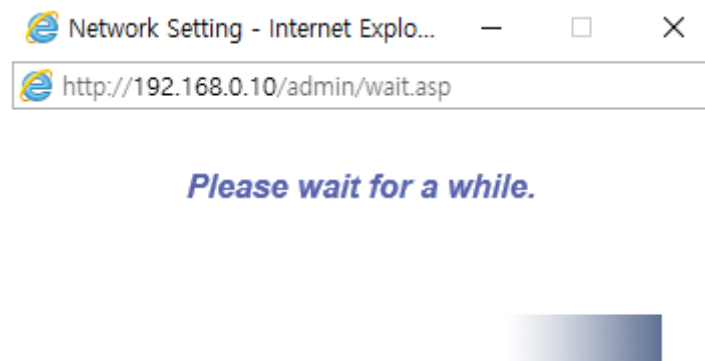 Network Setting - Internet Explo...
http://192.168.0.10/admin/wait.asp
Please wait for a while.